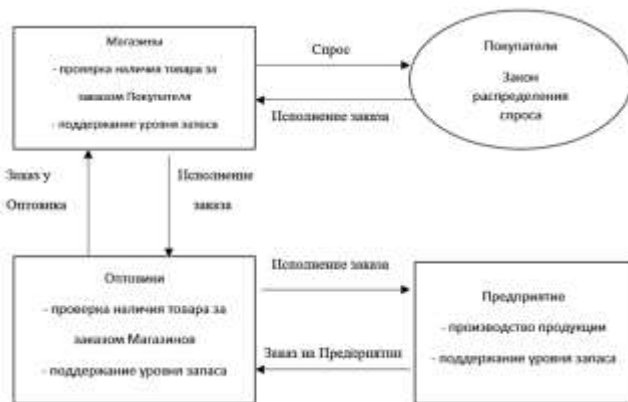 Магазины
- проверка наличия товара за
заказом Покупателя
- поддержание уровня запаса
Спрос
Исполнение заказа
Покупатели
Закон
распределения
спроса
Заказ у
Оптовика
Исполнение
заказа
Оптовики
- проверка наличия товара за
заказом Магазинов
- поддержание уровня запаса
Исполнение заказа
Заказ на Предприятии
Предприятие
- производство продукции
- поддержание уровня запаса